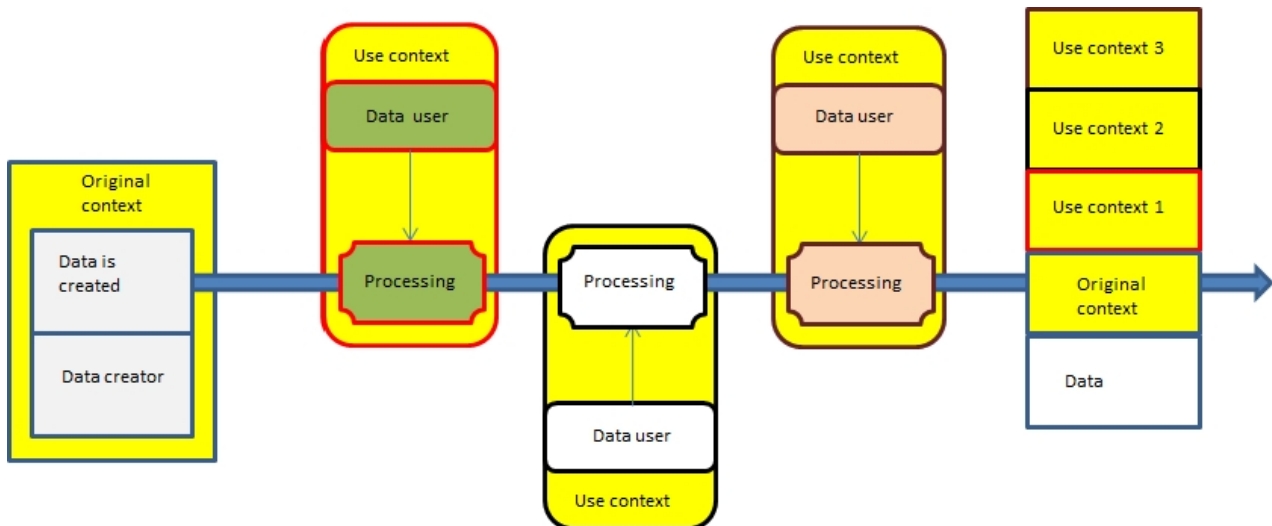 Original
context
Data is
created
Data creator
Use context
Data user
Processing
Processing
Data user
Use context
Use context
Data user
Processing
Use context 3
Use context 2
Use context 1
Original
context
Data